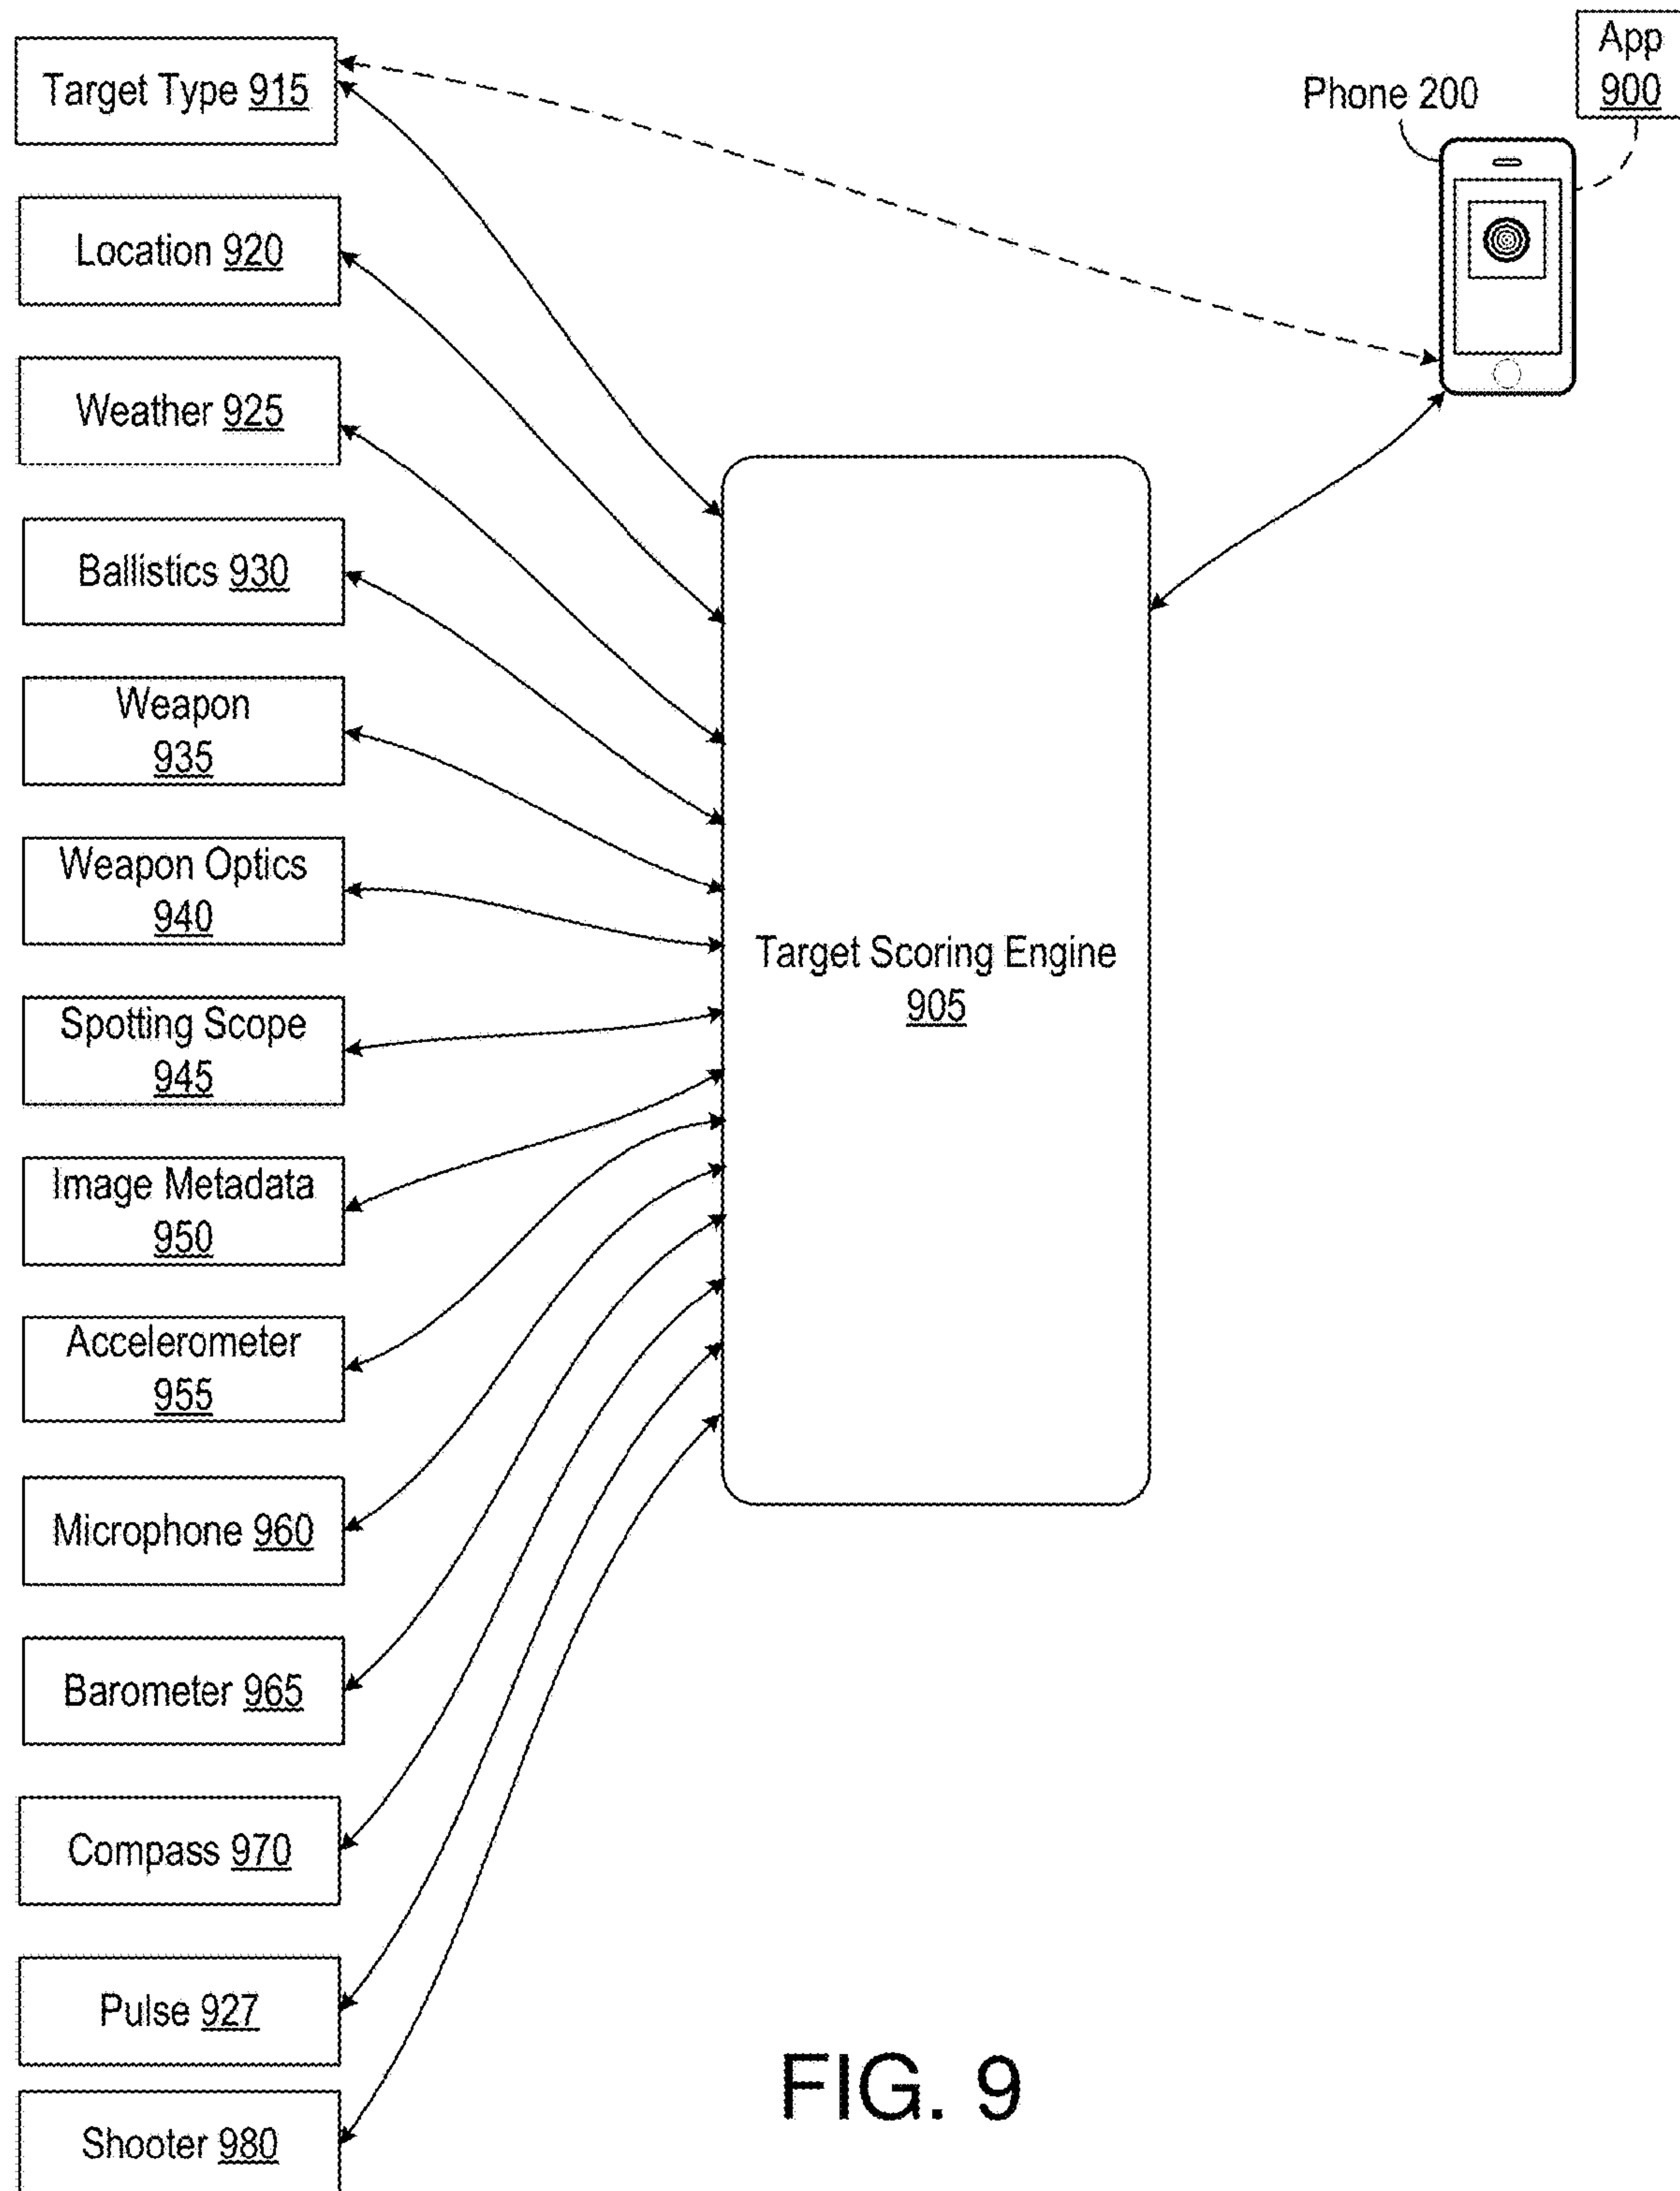 App
900
Phone 200
Target Type 915
Location 920
Weather 925
Ballistics 930
Weapon
935
Weapon Optics
940
Spotting Scope
945
Image Metadata
950
Accelerometer
955
Microphone 960
Barometer 965
Compass 970
Pulse 927
Shooter 980
Target Scoring Engine
905
FIG. 9